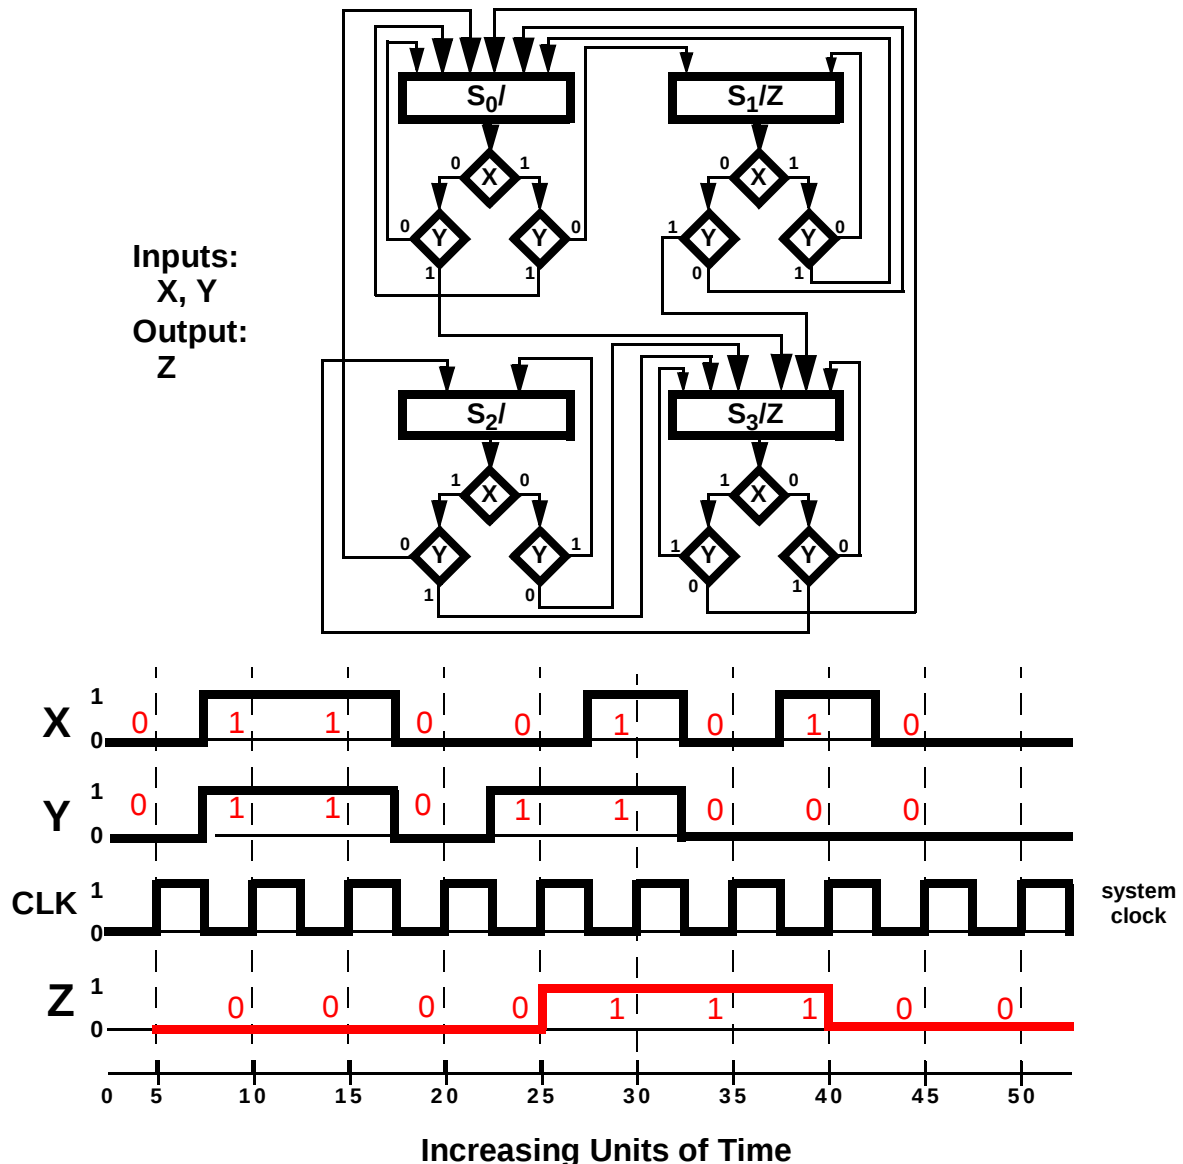 S0/
S1/Z
0 X 1
0 X 1
0 Y Y 0
1 Y Y 0
1 1
0 1
Inputs:
X, Y
Output:
Z
S2/
S3/Z
1 X 0
1 X 0
0 Y Y 1
1 Y Y 0
1 0
0 1
X 1 0 0 1 1 0 0 1 0 1 0
Y 1 0 0 1 1 0 1 1 0 0 0
CLK 1 0 system
clock
Z 1 0 0 0 0 0 1 1 1 0 0
0 5 10 15 20 25 30 35 40 45 50
Increasing Units of Time